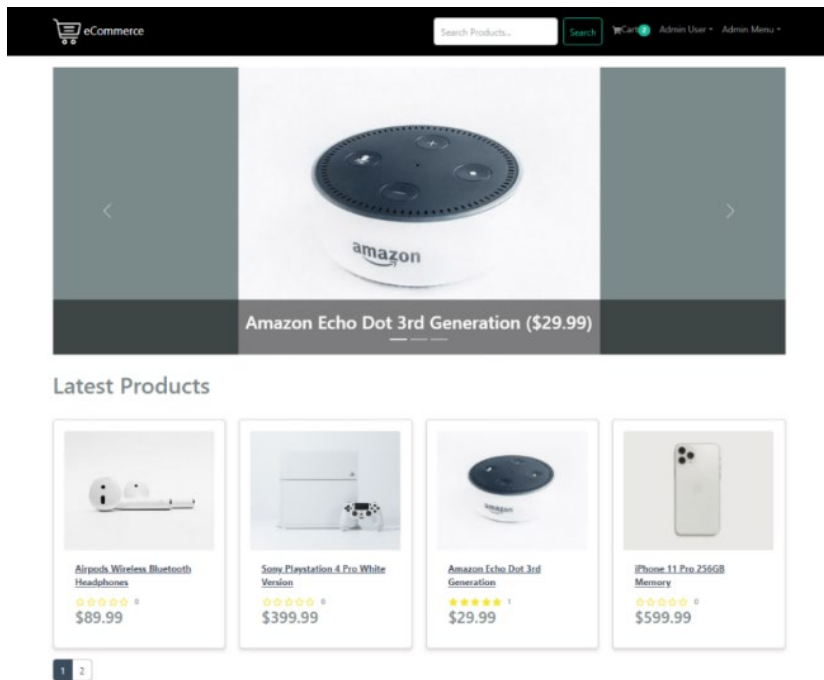 eCommerce
Search Products...
Search
Cart 2
Admin User
Admin Menu
amazon
Amazon Echo Dot 3rd Generation ($29.99)
Latest Products
amazon
Airpods Wireless Bluetooth
Headphones
0
$89.99
Sony Playstation 4 Pro White
Version
0
$399.99
Amazon Echo Dot 3rd
Generation
1
$29.99
iPhone 11 Pro 256GB
Memory
0
$599.99
1 2